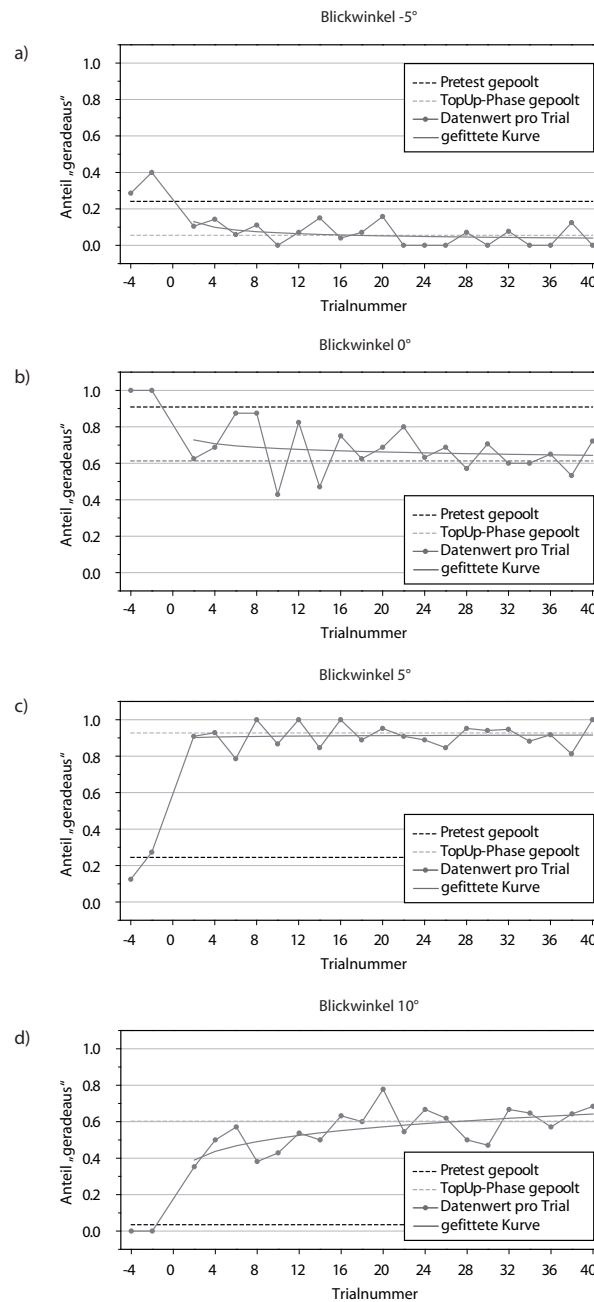 Blickwinkel -5°
a)
1.0
0.8
0.6
0.4
0.2
0.0
Anteil „geradeaus“
Pretest gepoolt
TopUp-Phase gepoolt
Datenwert pro Trial
gefittete Kurve
-4 0 4 8 12 16 20 24 28 32 36 40
Trialnummer
Blickwinkel 0°
b)
1.0
0.8
0.6
0.4
0.2
0.0
Anteil „geradeaus“
Pretest gepoolt
TopUp-Phase gepoolt
Datenwert pro Trial
gefittete Kurve
-4 0 4 8 12 16 20 24 28 32 36 40
Trialnummer
Blickwinkel 5°
c)
1.0
0.8
0.6
0.4
0.2
0.0
Anteil „geradeaus“
Pretest gepoolt
TopUp-Phase gepoolt
Datenwert pro Trial
gefittete Kurve
-4 0 4 8 12 16 20 24 28 32 36 40
Trialnummer
Blickwinkel 10°
d)
1.0
0.8
0.6
0.4
0.2
0.0
Anteil „geradeaus“
Pretest gepoolt
TopUp-Phase gepoolt
Datenwert pro Trial
gefittete Kurve
-4 0 4 8 12 16 20 24 28 32 36 40
Trialnummer